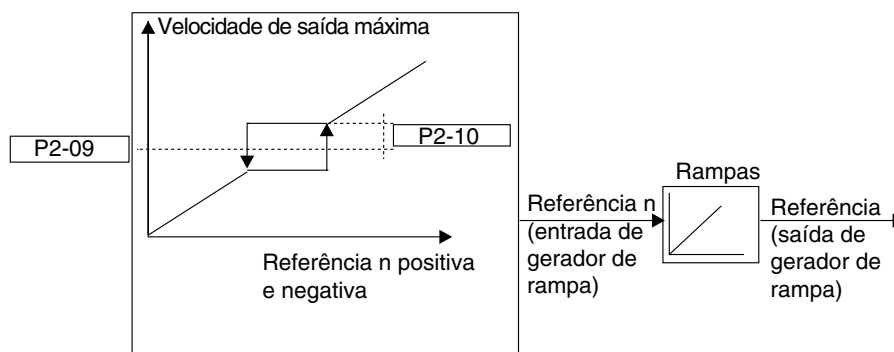 Velocidade de saída máxima
P2-09
P2-10
Referência n positiva
e negativa
Referência n
(entrada de
gerador de
rampa)
Rampas
Referência
(saída de
gerador de
rampa)